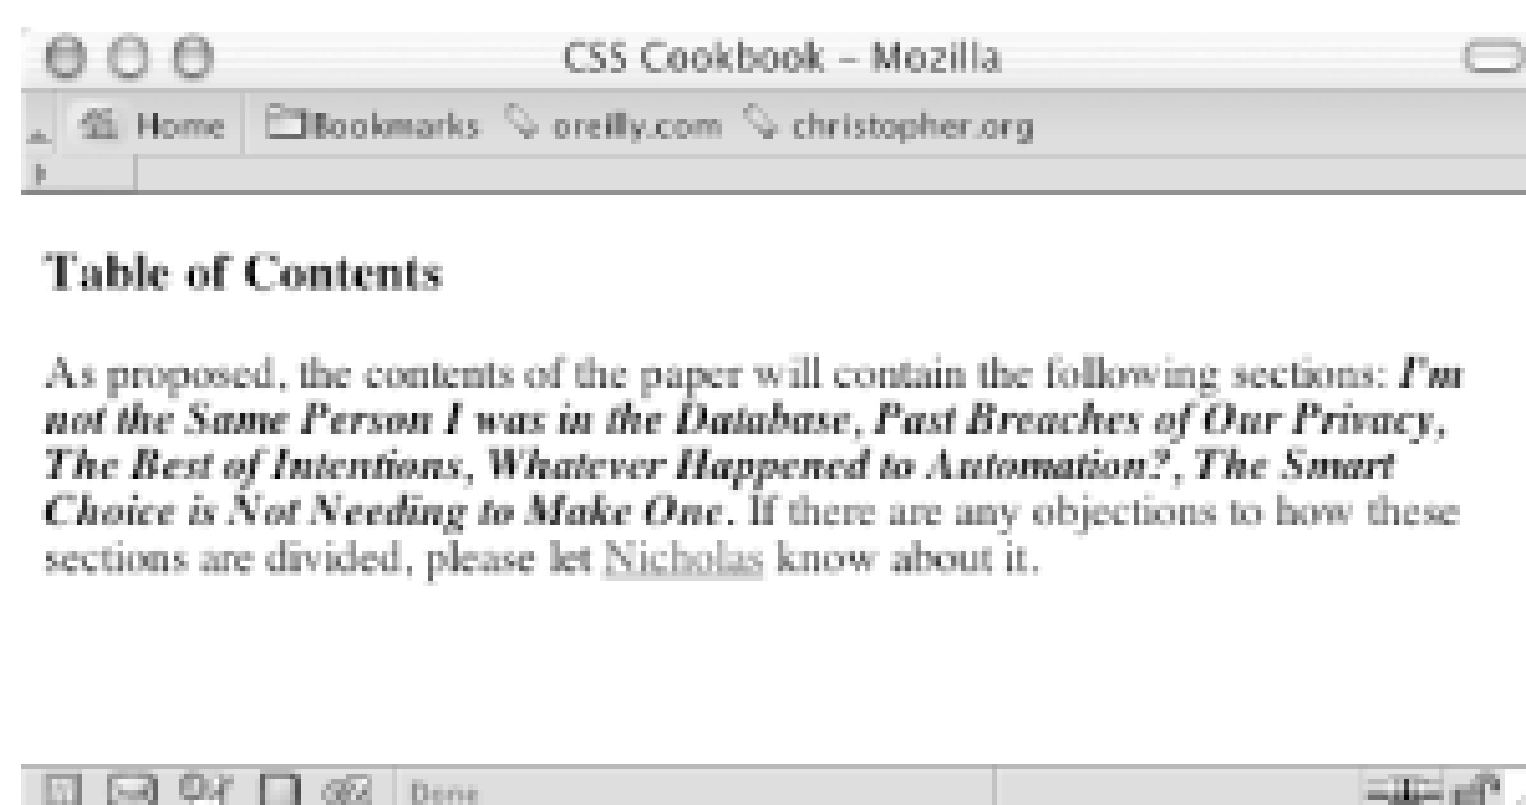 CSS Cookbook – Mozilla
Home Bookmarks oreilly.com christopher.org
Table of Contents
As proposed, the contents of the paper will contain the following sections: I'm
not the Same Person I was in the Database, Past Breaches of Our Privacy,
The Best of Intentions, Whatever Happened to Automation?, The Smart
Choice is Not Needing to Make One. If there are any objections to how these
sections are divided, please let Nicholas know about it.
Done